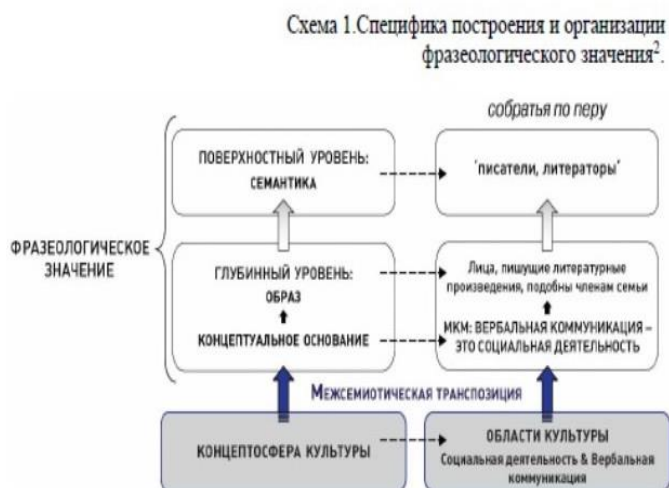 Схема 1.Специфика построения и организации
фразеологического значения².
собратья по перу
ПОВЕРХНОСТНЫЙ УРОВЕНЬ:
СЕМАНТИКА
'писатели, литераторы'
ФРАЗЕОЛОГИЧЕСКОЕ
ЗНАЧЕНИЕ
ГЛУБИННЫЙ УРОВЕНЬ:
ОБРАЗ
КОНЦЕПТУАЛЬНОЕ ОСНОВАНИЕ
Лица, пишущие литературные
произведения, подобны членам семьи
МКМ: ВЕРБАЛЬНАЯ КОММУНИКАЦИЯ –
ЭТО СОЦИАЛЬНАЯ ДЕЯТЕЛЬНОСТЬ
МЕЖСЕМИОТИЧЕСКАЯ ТРАНСПОЗИЦИЯ
КОНЦЕПТОСФЕРА КУЛЬТУРЫ
ОБЛАСТИ КУЛЬТУРЫ
Социальная деятельность & Вербальная
коммуникация